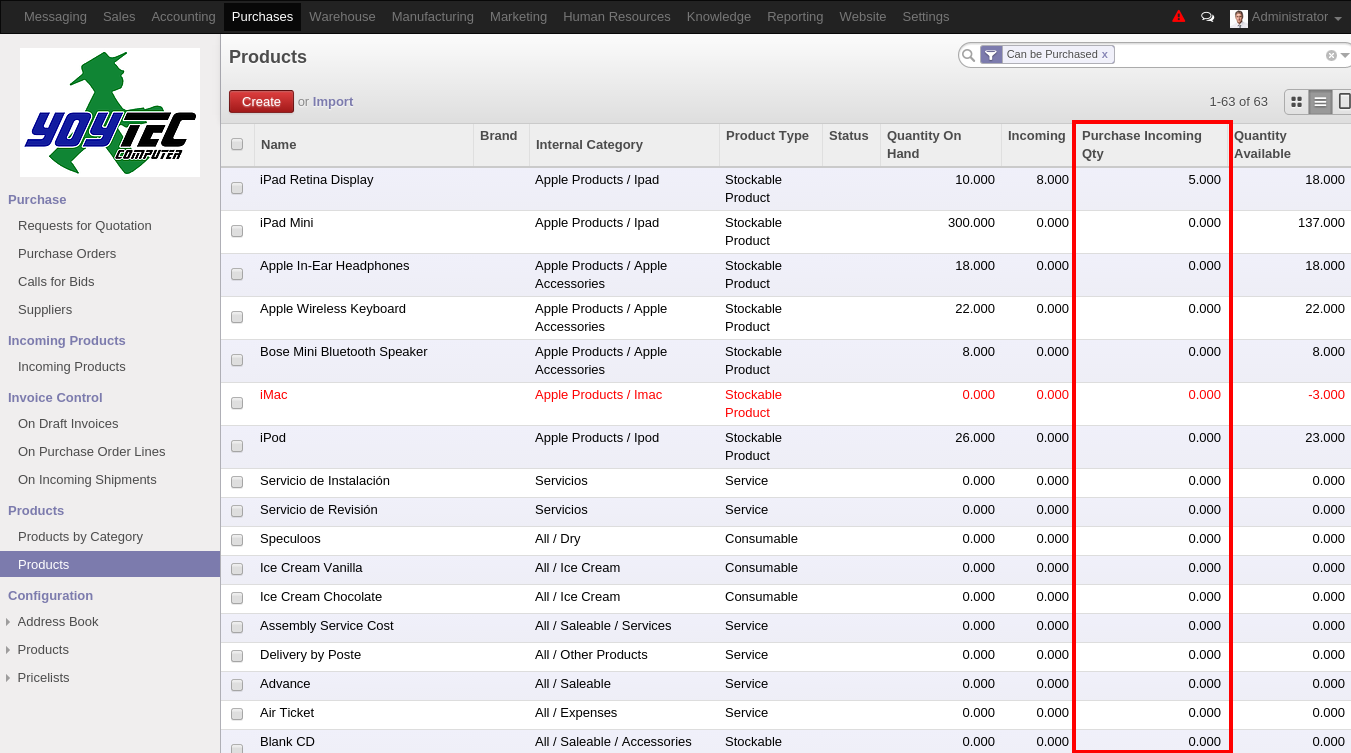 Messaging Sales Accounting Purchases Warehouse Manufacturing Marketing Human Resources Knowledge Reporting Website Settings Administrator
YOYTEC
COMPUTER
Purchase
Requests for Quotation
Purchase Orders
Calls for Bids
Suppliers
Incoming Products
Incoming Products
Invoice Control
On Draft Invoices
On Purchase Order Lines
On Incoming Shipments
Products
Products by Category
Products
Configuration
Address Book
Products
Pricelists
Products
Can be Purchased x
Create or Import
1-63 of 63
Name Brand Internal Category Product Type Status Quantity On Hand Incoming Purchase Incoming Qty Quantity Available
iPad Retina Display Apple Products / Ipad Stockable Product 10.000 8.000 5.000 18.000
iPad Mini Apple Products / Ipad Stockable Product 300.000 0.000 0.000 137.000
Apple In-Ear Headphones Apple Products / Apple Accessories Stockable Product 18.000 0.000 0.000 18.000
Apple Wireless Keyboard Apple Products / Apple Accessories Stockable Product 22.000 0.000 0.000 22.000
Bose Mini Bluetooth Speaker Apple Products / Apple Accessories Stockable Product 8.000 0.000 0.000 8.000
iMac Apple Products / Imac Stockable Product 0.000 0.000 0.000 -3.000
iPod Apple Products / Ipod Stockable Product 26.000 0.000 0.000 23.000
Servicio de Instalación Servicios Service 0.000 0.000 0.000 0.000
Servicio de Revisión Servicios Service 0.000 0.000 0.000 0.000
Speculoos All / Dry Consumable 0.000 0.000 0.000 0.000
Ice Cream Vanilla All / Ice Cream Consumable 0.000 0.000 0.000 0.000
Ice Cream Chocolate All / Ice Cream Consumable 0.000 0.000 0.000 0.000
Assembly Service Cost All / Saleable / Services Service 0.000 0.000 0.000 0.000
Delivery by Poste All / Other Products Service 0.000 0.000 0.000 0.000
Advance All / Saleable Service 0.000 0.000 0.000 0.000
Air Ticket All / Expenses Service 0.000 0.000 0.000 0.000
Blank CD All / Saleable / Accessories Stockable 0.000 0.000 0.000 0.000